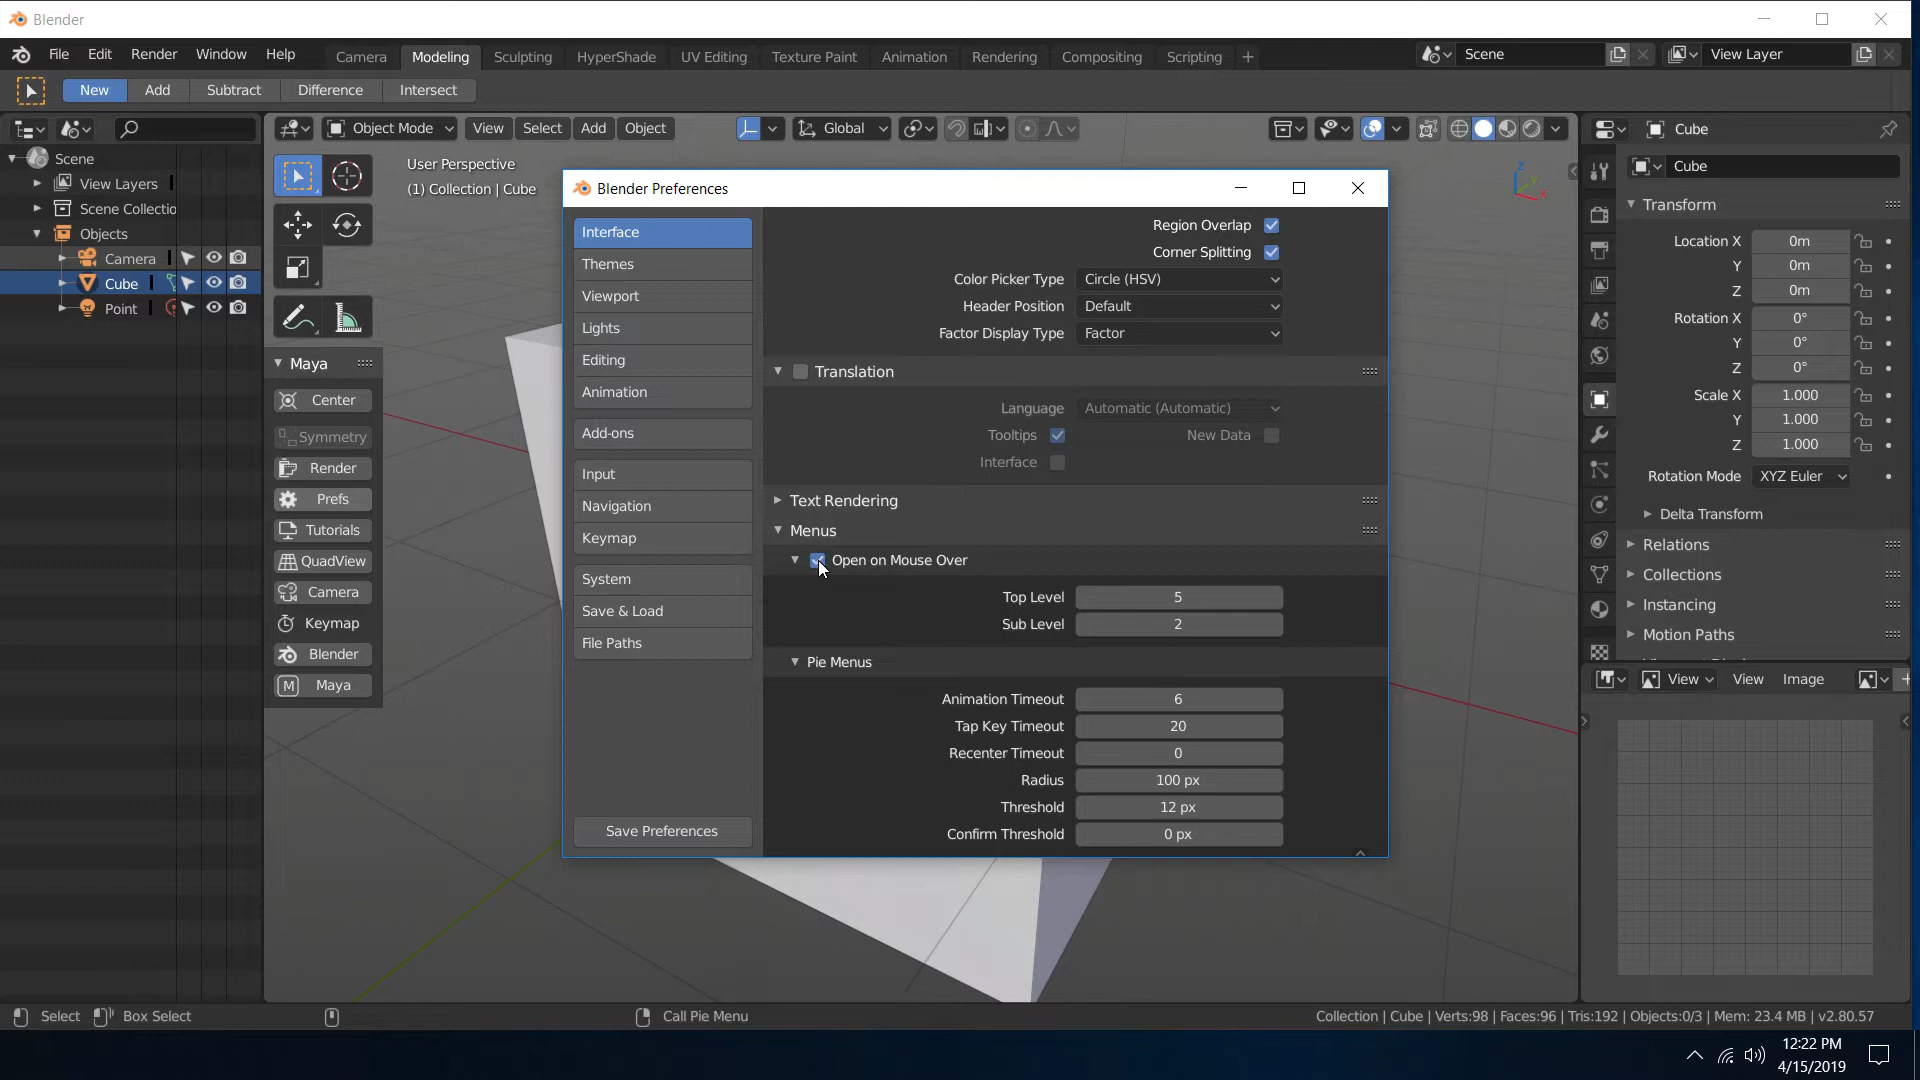 Blender
File Edit Render Window Help Camera Modeling Sculpting HyperShade UV Editing Texture Paint Animation Rendering Compositing Scripting + Scene View Layer
New Add Subtract Difference Intersect
Object Mode View Select Add Object Global Cube
Scene
View Layers
Scene Collectio
Objects
Camera
Cube
Point
User Perspective
(1) Collection | Cube
Maya
Center
Symmetry
Render
Prefs
Tutorials
QuadView
Camera
Keymap
Blender
M Maya
Z
Y
X
Blender Preferences
Interface
Themes
Viewport
Lights
Editing
Animation
Add-ons
Input
Navigation
Keymap
System
Save & Load
File Paths
Save Preferences
Region Overlap
Corner Splitting
Color Picker Type Circle (HSV)
Header Position Default
Factor Display Type Factor
Translation
Language Automatic (Automatic)
Tooltips New Data
Interface
Text Rendering
Menus
Open on Mouse Over
Top Level 5
Sub Level 2
Pie Menus
Animation Timeout 6
Tap Key Timeout 20
Recenter Timeout 0
Radius 100 px
Threshold 12 px
Confirm Threshold 0 px
Cube
Transform
Location X 0m
Y 0m
Z 0m
Rotation X 0°
Y 0°
Z 0°
Scale X 1.000
Y 1.000
Z 1.000
Rotation Mode XYZ Euler
Delta Transform
Relations
Collections
Instancing
Motion Paths
View View Image
Select Box Select Call Pie Menu Collection | Cube | Verts:98 | Faces:96 | Tris:192 | Objects:0/3 | Mem: 23.4 MB | v2.80.57
12:22 PM
4/15/2019